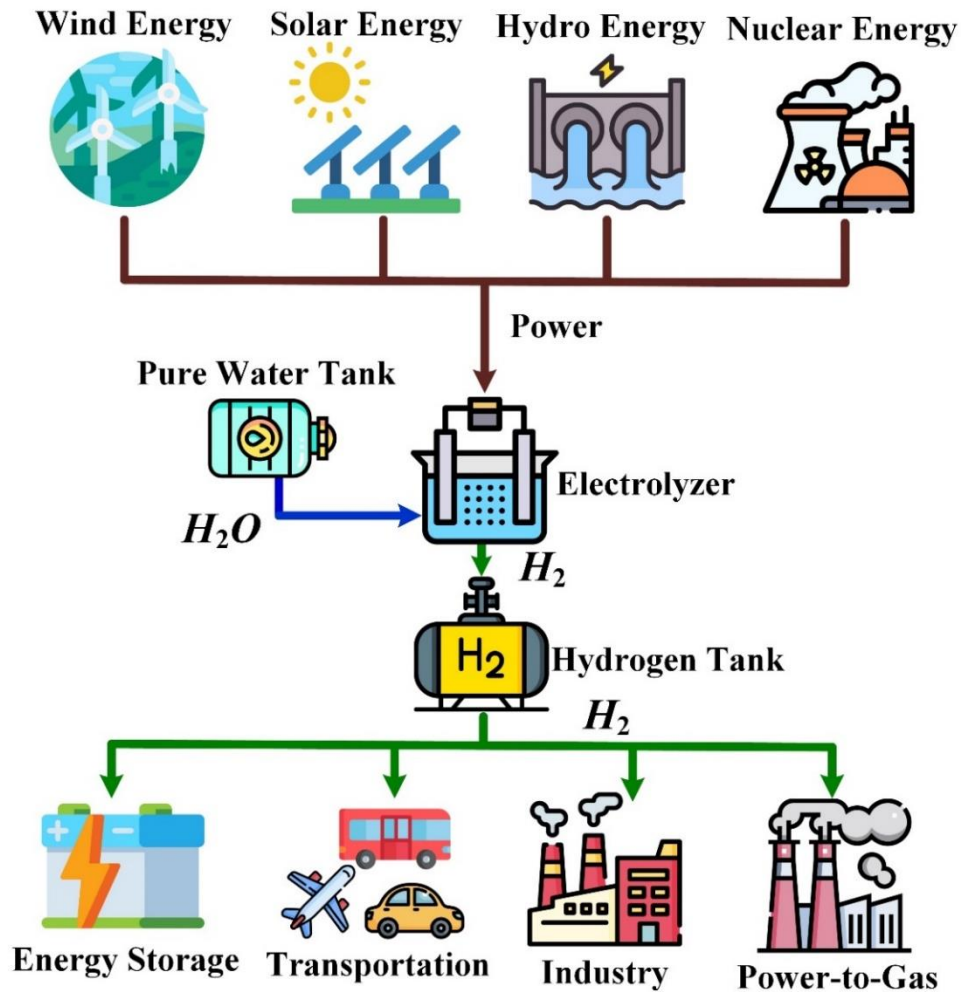 Wind Energy
Solar Energy
Hydro Energy
Nuclear Energy
Power
Pure Water Tank
Electrolyzer
H₂O
H₂
H₂
Hydrogen Tank
H₂
Energy Storage
Transportation
Industry
Power-to-Gas